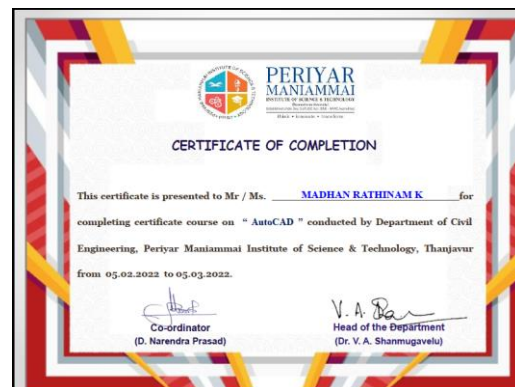 PERIYAR
MANIAMMAI
INSTITUTE OF SCIENCE & TECHNOLOGY
CERTIFICATE OF COMPLETION
This certificate is presented to Mr / Ms. MADHAN RATHINAM K for
completing certificate course on “ AutoCAD ” conducted by Department of Civil
Engineering, Periyar Maniammai Institute of Science & Technology, Thanjavur
from 05.02.2022 to 05.03.2022.
V. A.
Co-ordinator
(D. Narendra Prasad)
Head of the Department
(Dr. V. A. Shanmugavelu)